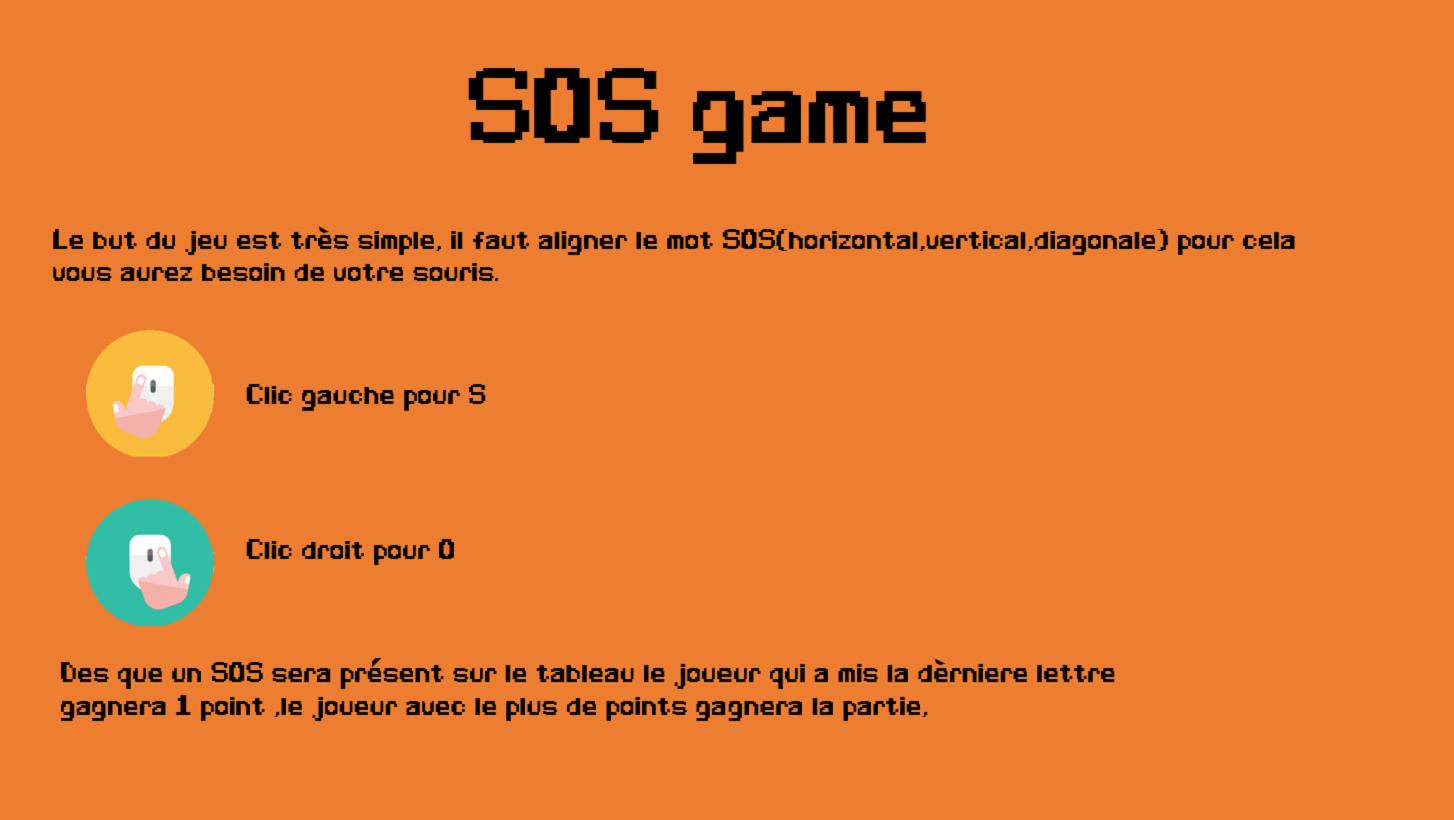 SOS game
Le but du jeu est très simple, il faut aligner le mot SOS(horizontal,vertical,diagonale) pour cela
vous aurez besoin de votre souris.
Clic gauche pour S
Clic droit pour O
Des que un SOS sera présent sur le tableau le joueur qui a mis la dèrniere lettre
gagnera 1 point ,le joueur avec le plus de points gagnera la partie,